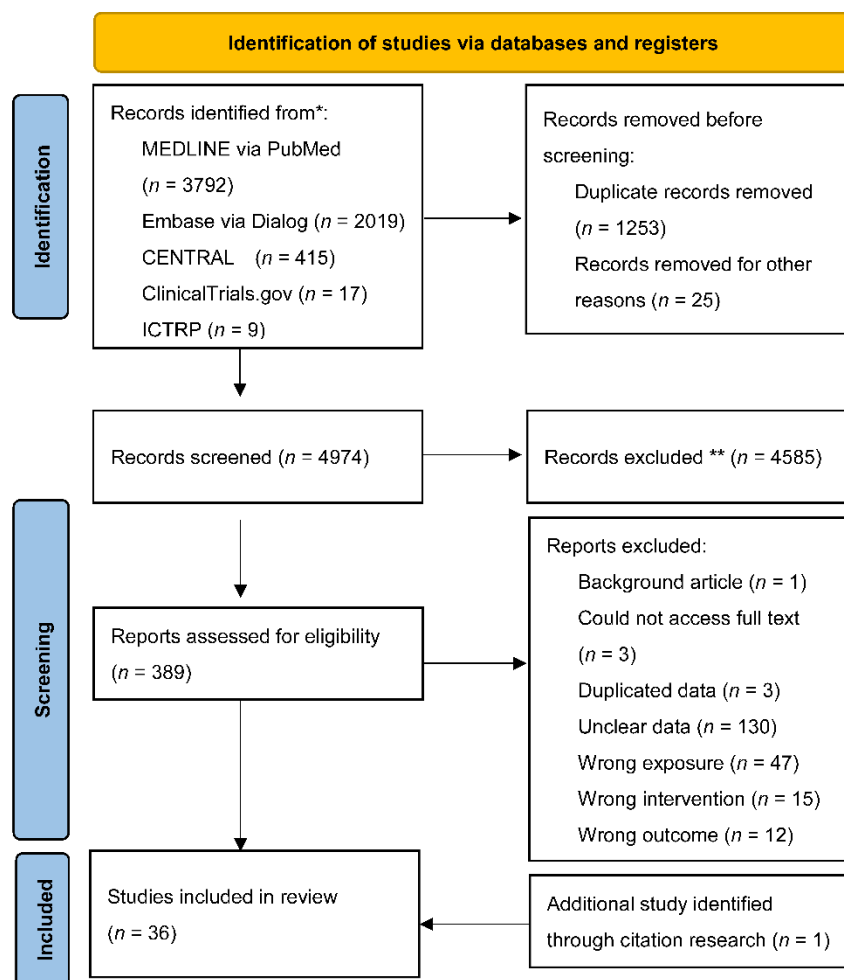 Identification of studies via databases and registers
Identification
Records identified from*:
MEDLINE via PubMed
(n = 3792)
Embase via Dialog (n = 2019)
CENTRAL (n = 415)
ClinicalTrials.gov (n = 17)
ICTRP (n = 9)
Records removed before
screening:
Duplicate records removed
(n = 1253)
Records removed for other
reasons (n = 25)
Records screened (n = 4974)
Records excluded ** (n = 4585)
Screening
Reports assessed for eligibility
(n = 389)
Reports excluded:
Background article (n = 1)
Could not access full text
(n = 3)
Duplicated data (n = 3)
Unclear data (n = 130)
Wrong exposure (n = 47)
Wrong intervention (n = 15)
Wrong outcome (n = 12)
Included
Studies included in review
(n = 36)
Additional study identified
through citation research (n = 1)